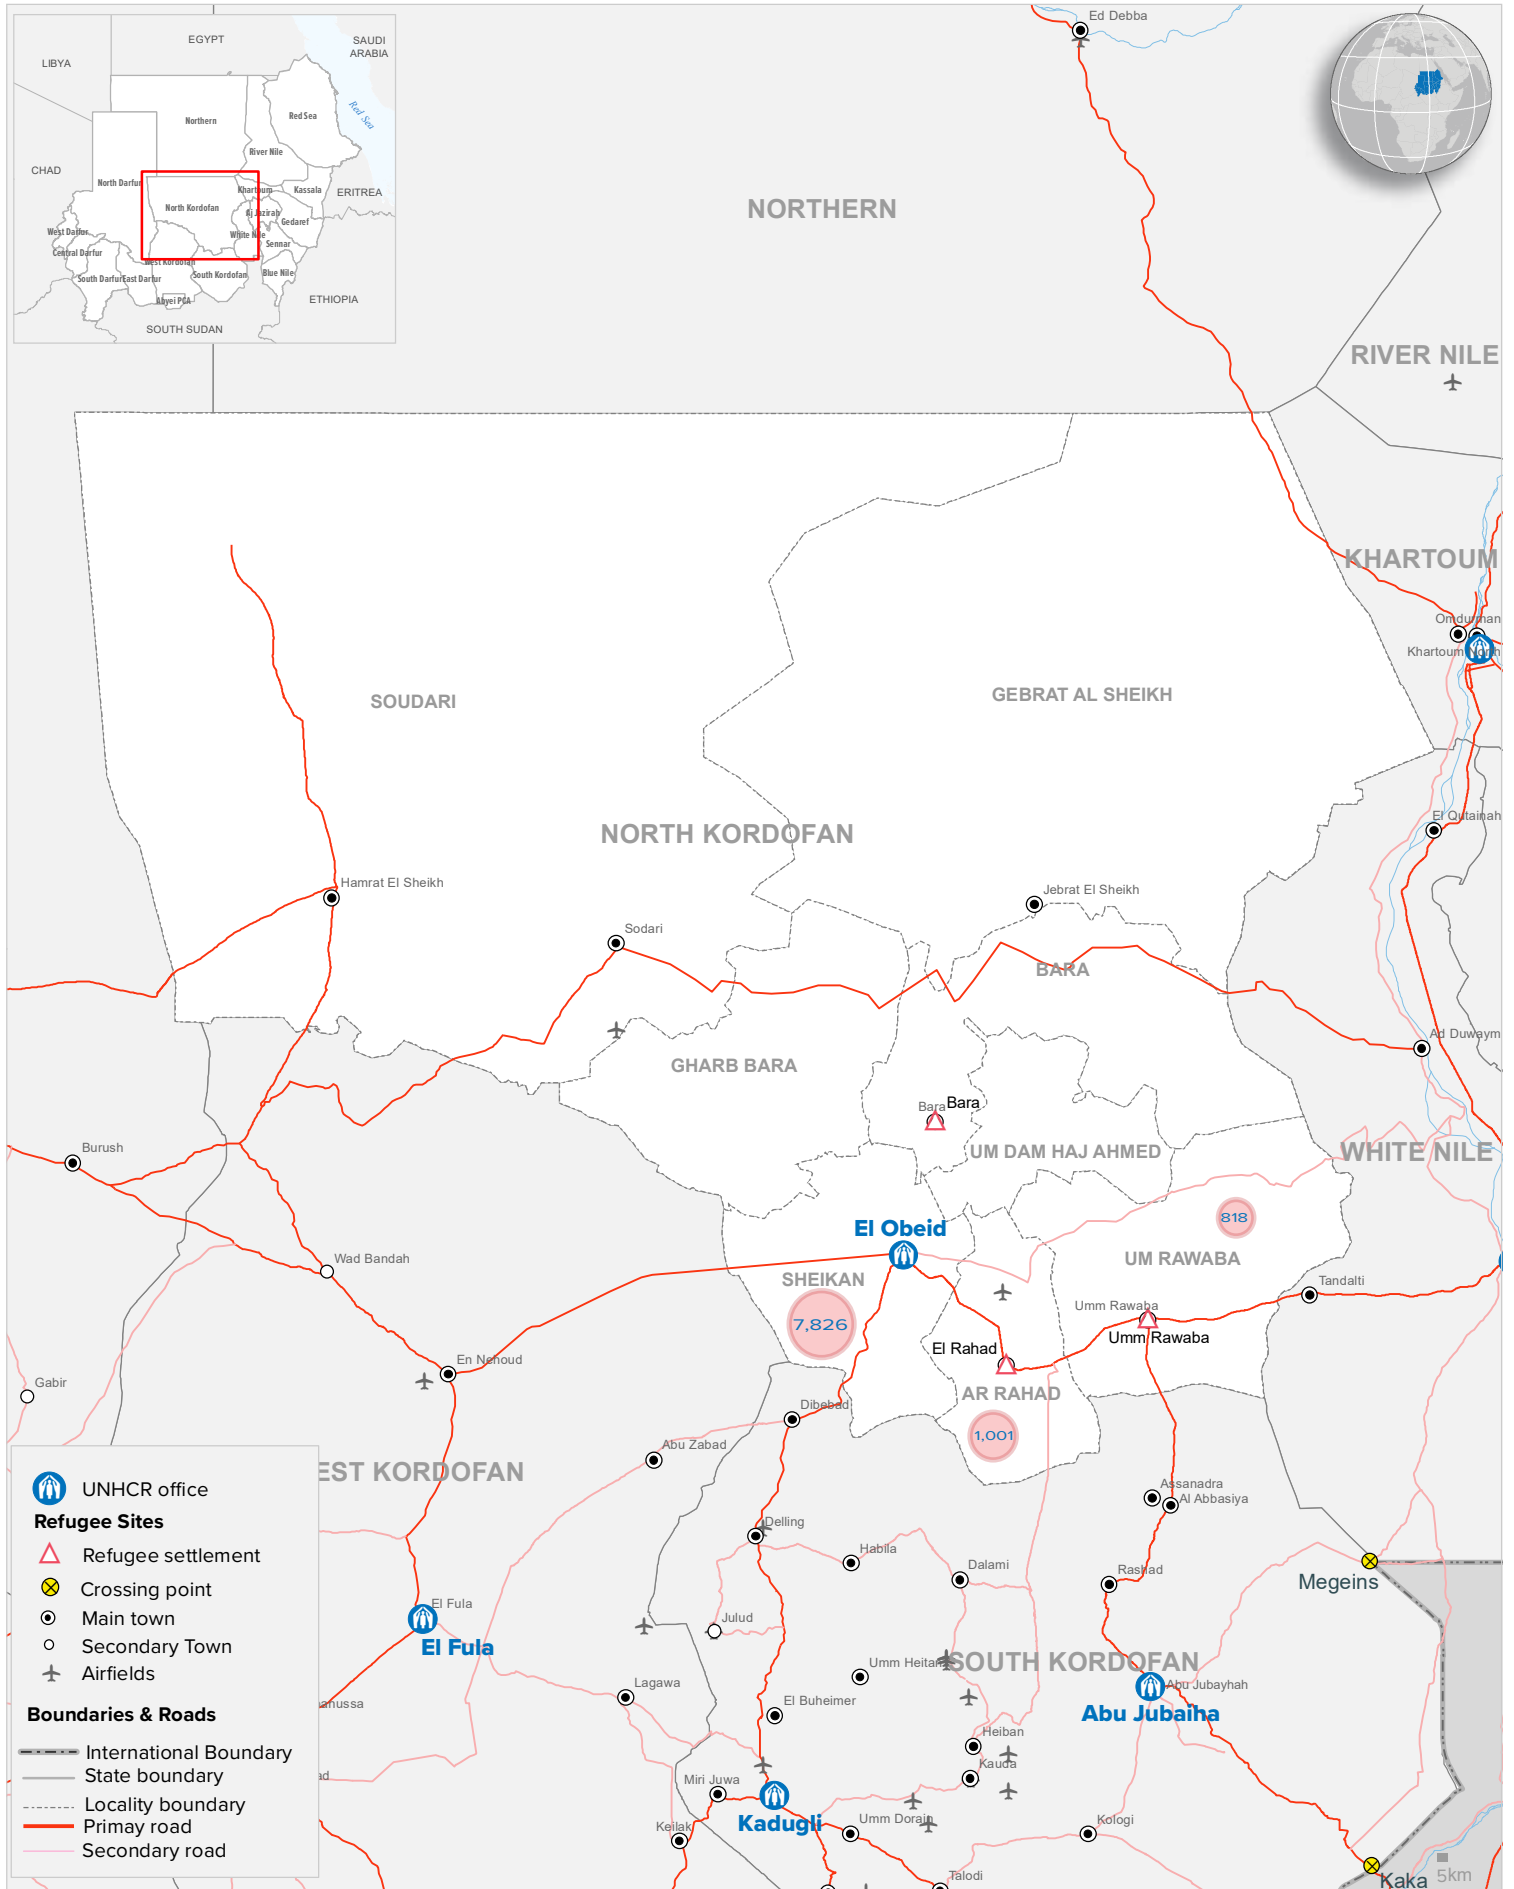 Ed Debba
EGYPT
SAUDI
ARABIA
LIBYA
Red Sea
Northern
Red Sea
River Nile
CHAD
North Darfur
Khartoum
Kassala
ERITREA
North Kordofan
Aj Jazirah
Gedaref
West Darfur
White Nile
Sennar
Central Darfur
West Kordofan
South Darfur
East Darfur
South Kordofan
Blue Nile
Abyei PCA
ETHIOPIA
SOUTH SUDAN
NORTHERN
RIVER NILE
KHARTOUM
Omdurman
Khartoum North
SOUDARI
GEBRAT AL SHEIKH
NORTH KORDOFAN
El Qutainah
Hamrat El Sheikh
Jebrat El Sheikh
Sodari
BARA
Ad Duwaym
GHARB BARA
Bara
Bara
Burush
UM DAM HAJ AHMED
WHITE NILE
818
El Obeid
Wad Bandah
UM RAWABA
SHEIKAN
Tandalti
Umm Rawaba
7,826
Umm Rawaba
El Rahad
En Nehoud
Gabir
AR RAHAD
Dibebad
1,001
Abu Zabad
EST KORDOFAN
Assanadra
Al Abbasiya
Delling
Habila
Dalami
Rashad
Megeins
El Fula
El Fula
Julud
Umm Heitan
SOUTH KORDOFAN
Lagawa
Abu Jubayhah
anussa
El Buheimer
Abu Jubaiha
Heiban
Kauda
ad
Miri Juwa
Kadugli
Umm Dorain
Kologi
Keilak
Talodi
Kaka
5km
UNHCR office
Refugee Sites
Refugee settlement
Crossing point
Main town
Secondary Town
Airfields
Boundaries & Roads
International Boundary
State boundary
Locality boundary
Primay road
Secondary road